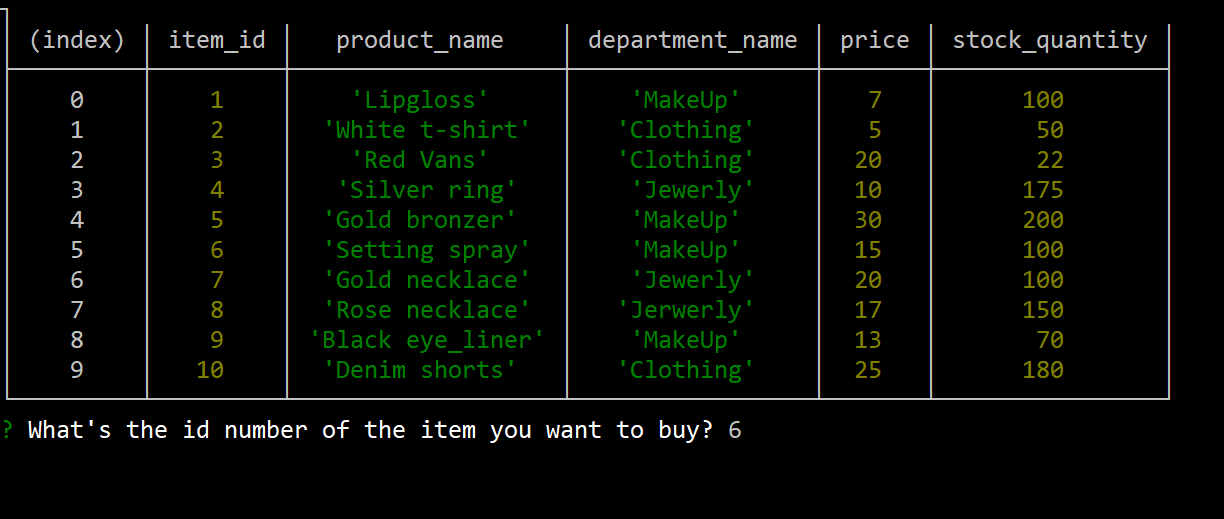 (index) item_id product_name department_name price stock_quantity
0 1 'Lipgloss' 'MakeUp' 7 100
1 2 'White t-shirt' 'Clothing' 5 50
2 3 'Red Vans' 'Clothing' 20 22
3 4 'Silver ring' 'Jewerly' 10 175
4 5 'Gold bronzer' 'MakeUp' 30 200
5 6 'Setting spray' 'MakeUp' 15 100
6 7 'Gold necklace' 'Jewerly' 20 100
7 8 'Rose necklace' 'Jerwerly' 17 150
8 9 'Black eye_liner' 'MakeUp' 13 70
9 10 'Denim shorts' 'Clothing' 25 180
? What's the id number of the item you want to buy? 6